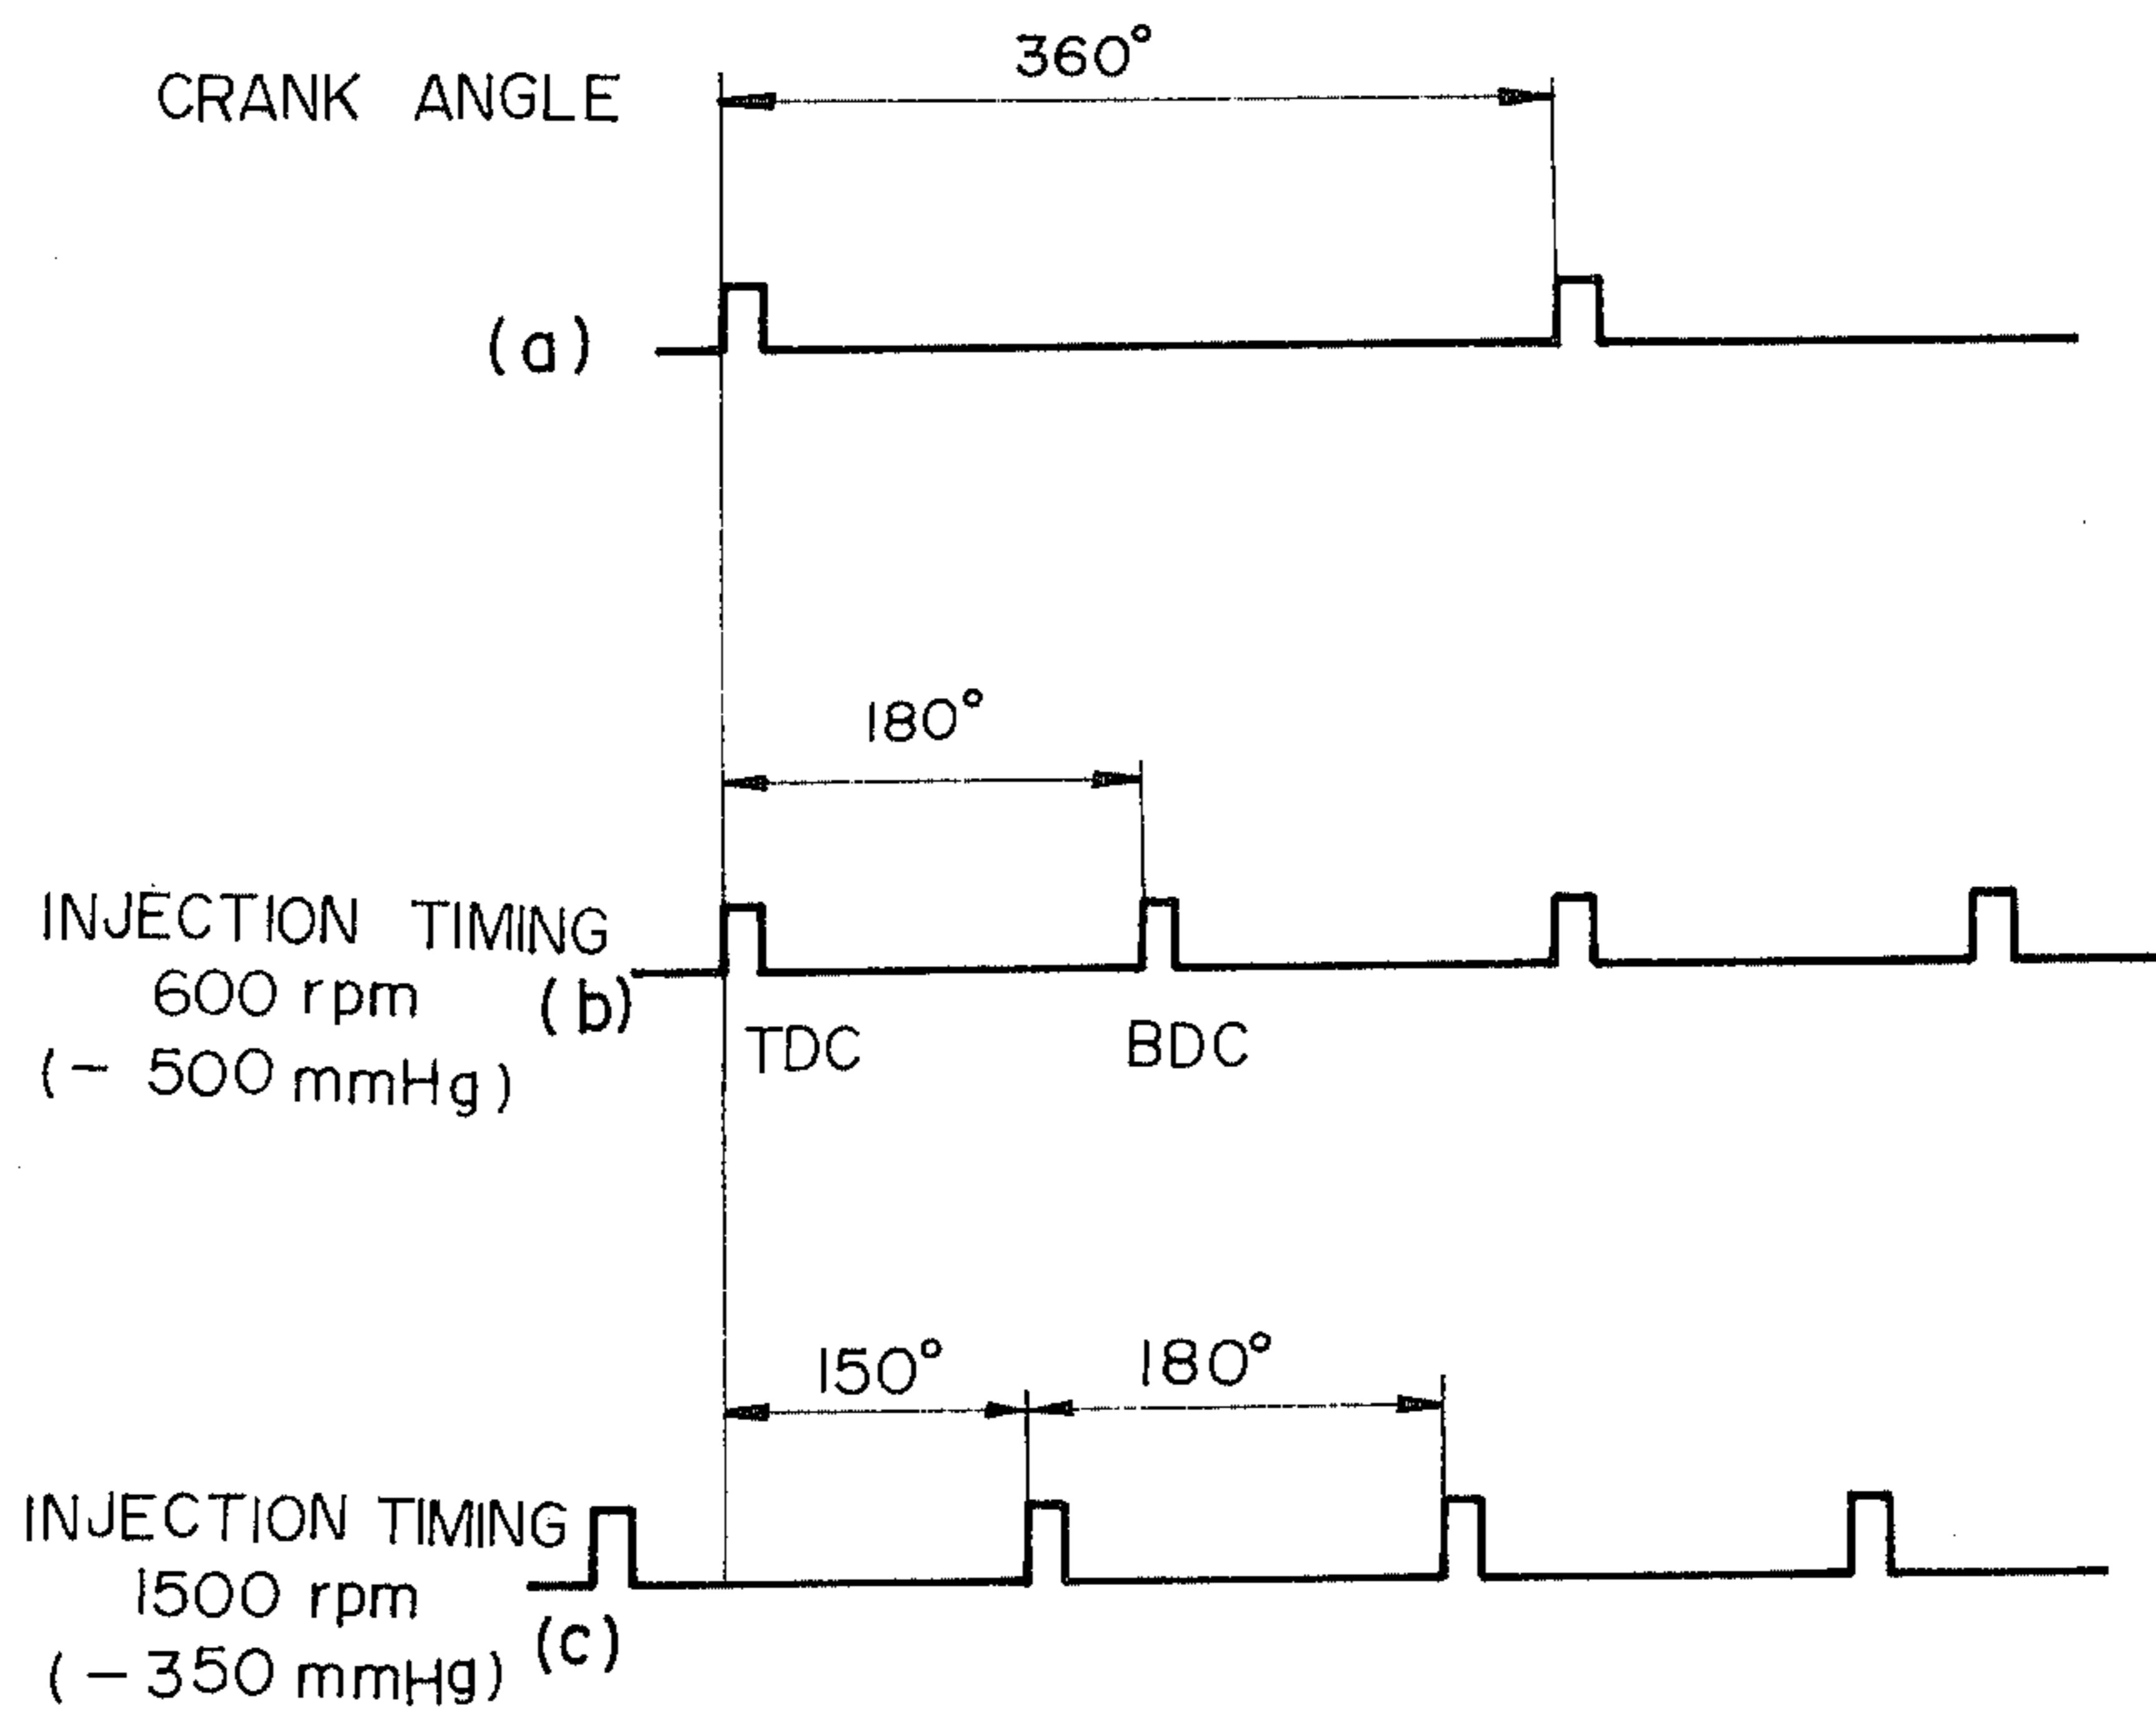 360°
CRANK ANGLE
(a)
180°
INJECTION TIMING
600 rpm
(b)
(- 500 mmHg)
TDC
BDC
150°
180°
INJECTION TIMING
1500 rpm
(c)
(-350 mmHg)